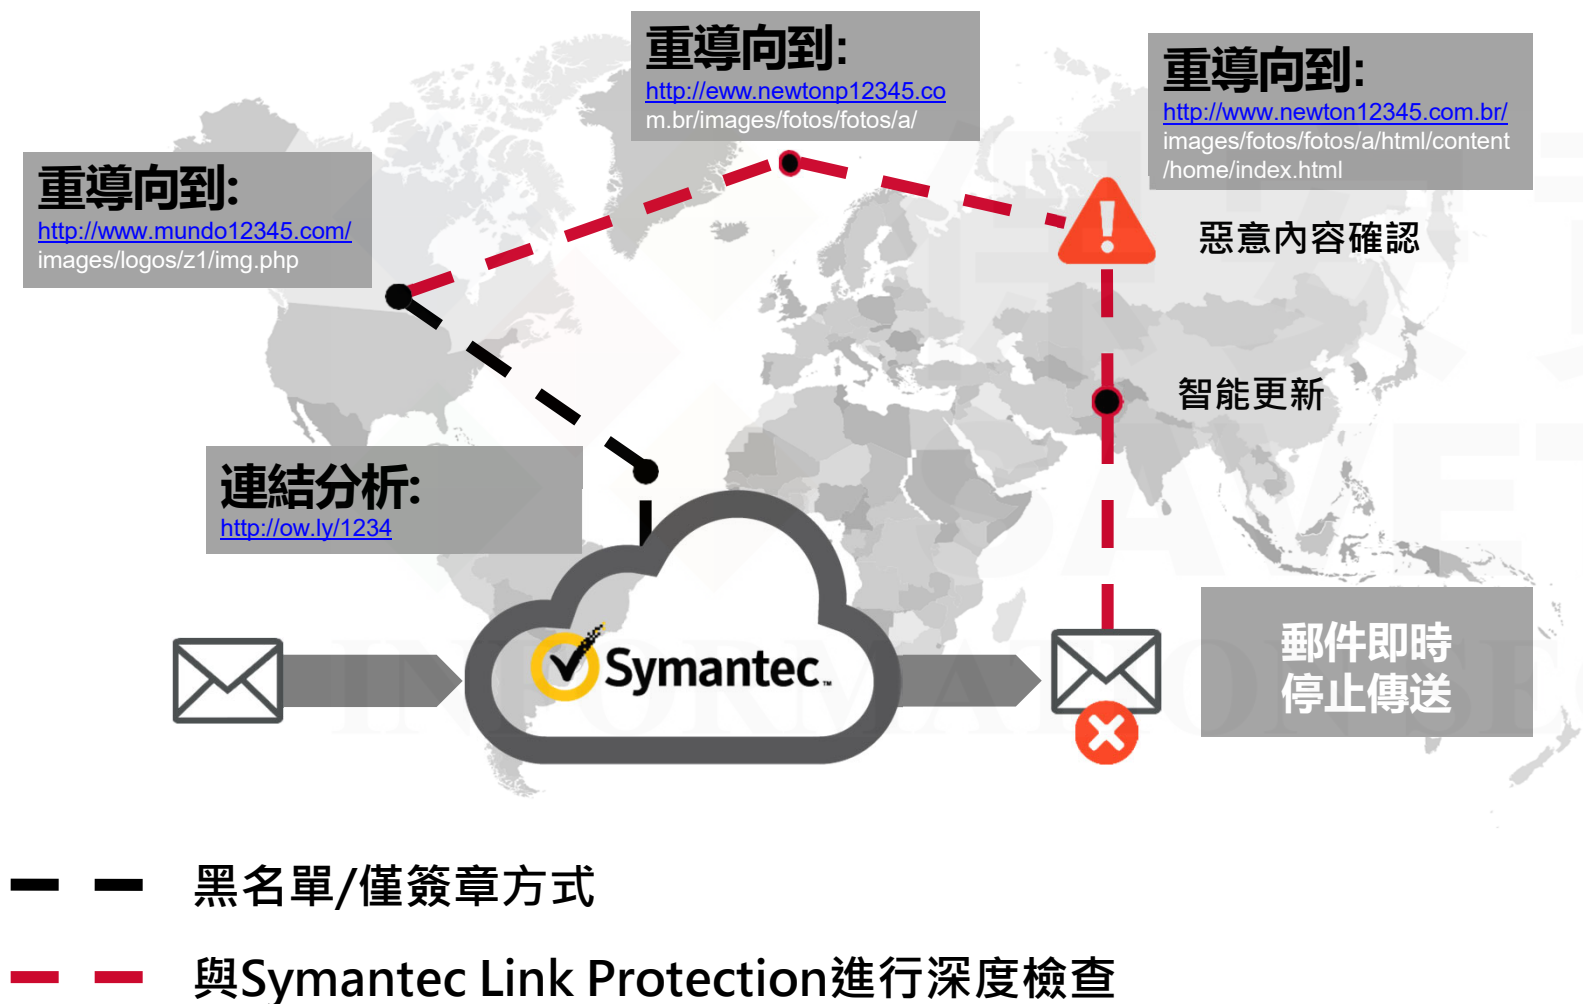 重導向到:
http://eww.newtonp12345.co
m.br/images/fotos/fotos/a/
重導向到:
http://www.newton12345.com.br/
images/fotos/fotos/a/html/content
/home/index.html
重導向到:
http://www.mundo12345.com/
images/logos/z1/img.php
惡意內容確認
智能更新
連結分析:
http://ow.ly/1234
Symantec™
郵件即時
停止傳送
INFORMATION SE
黑名單/僅簽章方式
與Symantec Link Protection進行深度檢查